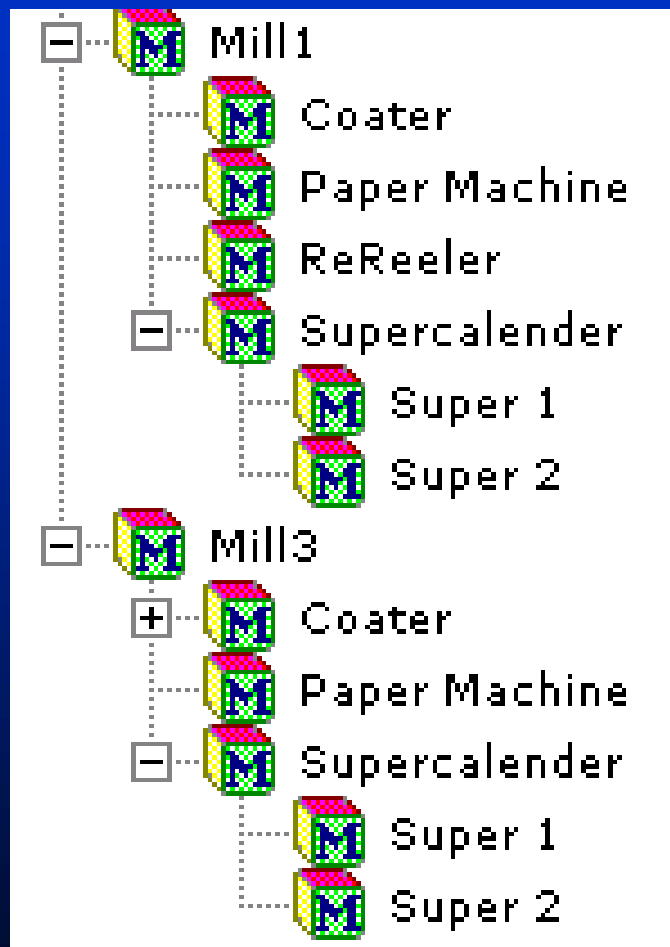 Mill1
Coater
Paper Machine
ReReeler
Supercalender
Super 1
Super 2
Mill3
Coater
Paper Machine
Supercalender
Super 1
Super 2